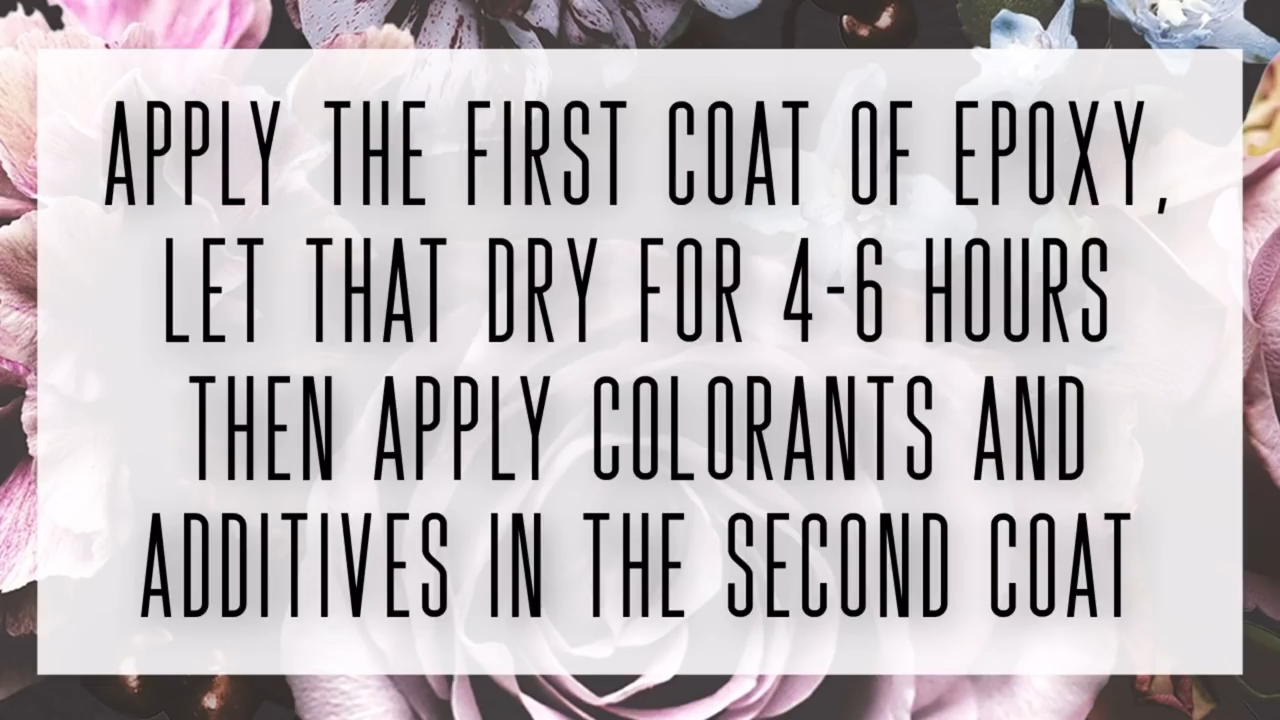 APPLY THE FIRST COAT OF EPOXY,
LET THAT DRY FOR 4-6 HOURS
THEN APPLY COLORANTS AND
ADDITIVES IN THE SECOND COAT